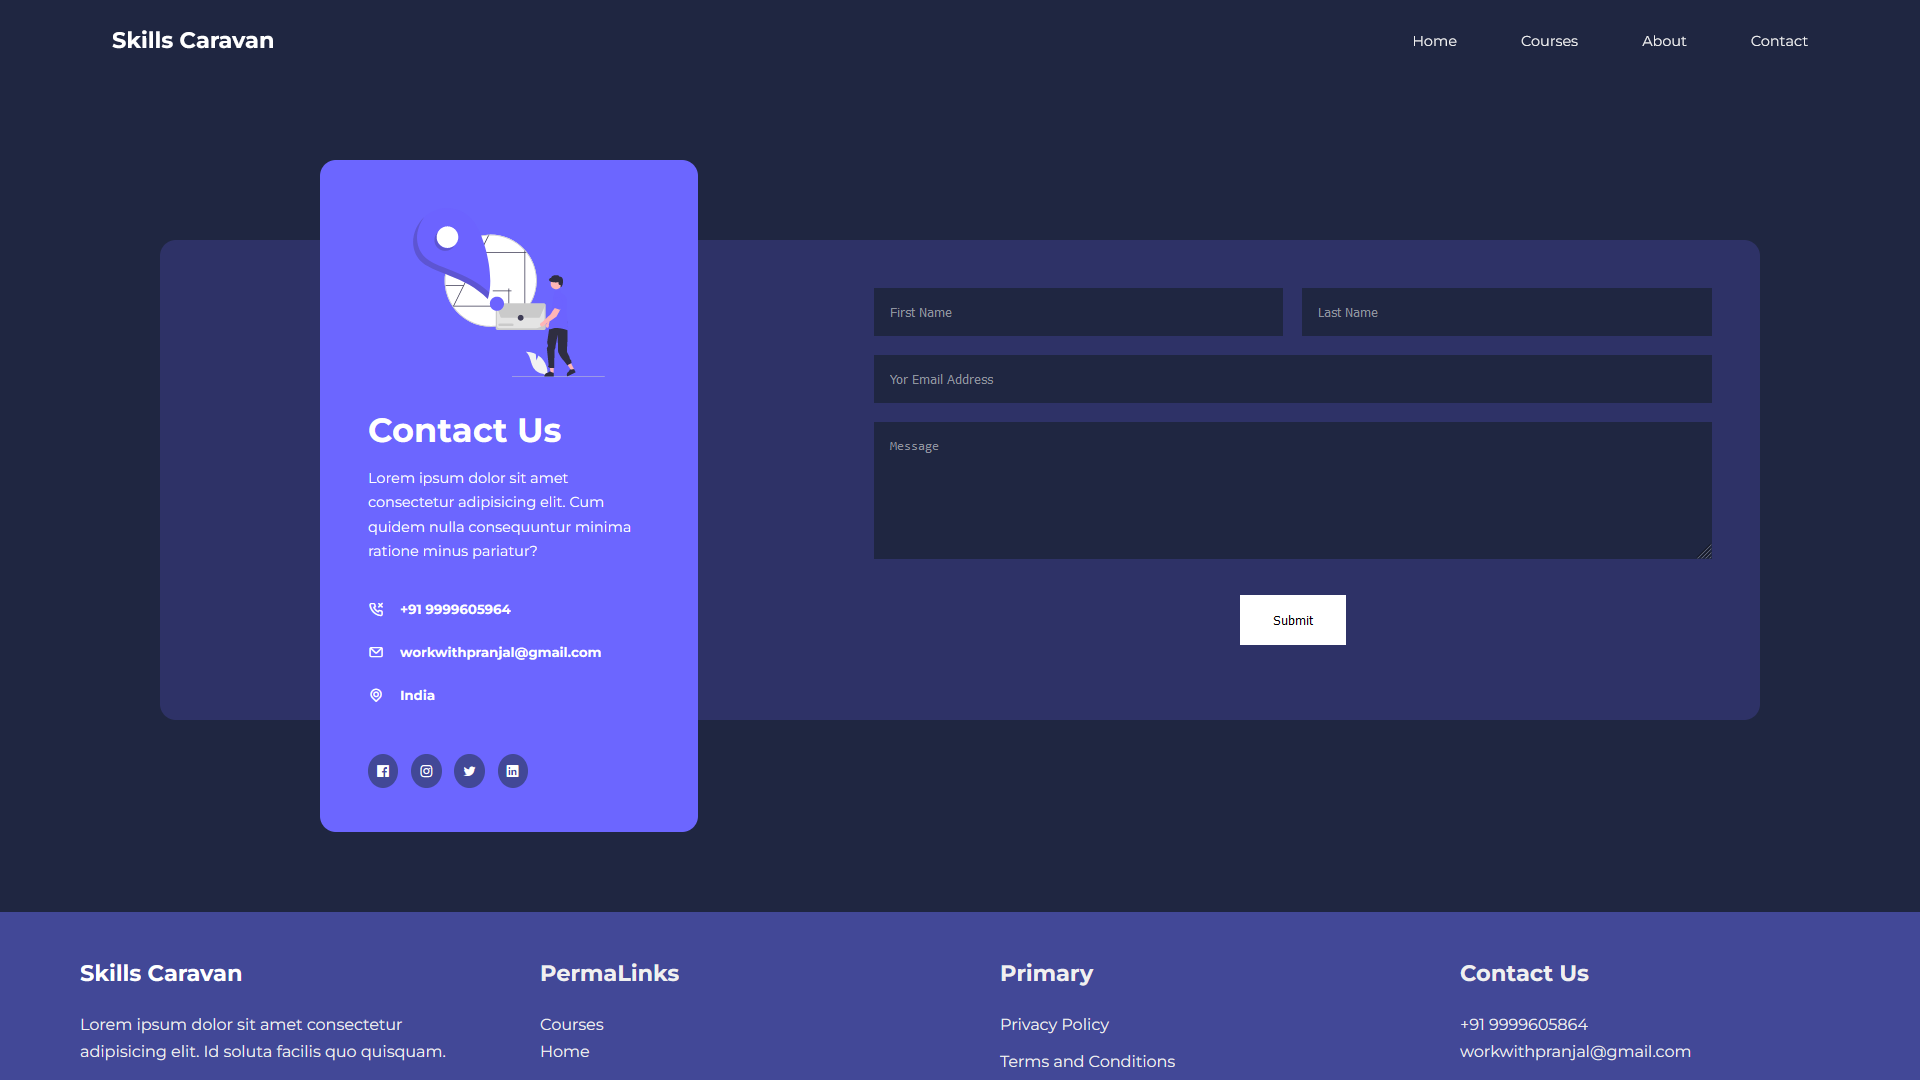 Skills Caravan
Home
Courses
About
Contact
Contact Us
Lorem ipsum dolor sit amet
consectetur adipisicing elit. Cum
quidem nulla consequuntur minima
ratione minus pariatur?
+91 9999605964
workwithpranjal@gmail.com
India
First Name
Last Name
Yor Email Address
Message
Submit
Skills Caravan
Lorem ipsum dolor sit amet consectetur
adipisicing elit. Id soluta facilis quo quisquam.
PermaLinks
Courses
Home
Primary
Privacy Policy
Terms and Conditions
Contact Us
+91 9999605864
workwithpranjal@gmail.com